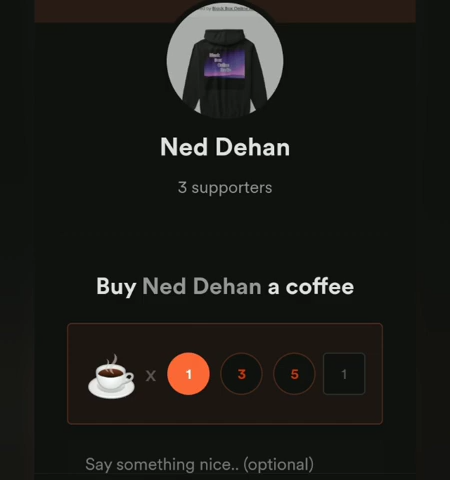 Ned Dehan
3 supporters
Buy Ned Dehan a coffee
x 1 3 5 1
Say something nice.. (optional)